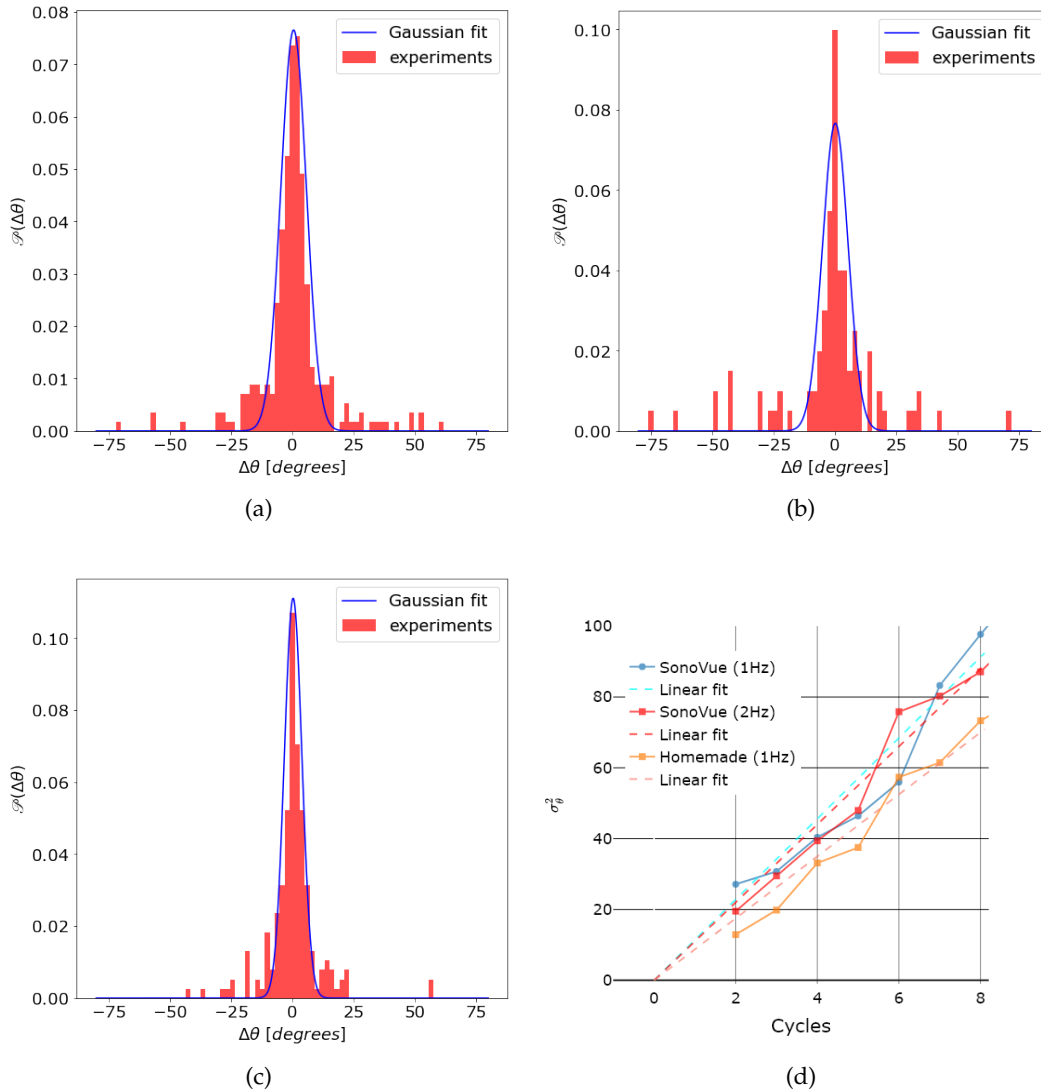 0.08
0.07
0.06
0.05
0.04
0.03
0.02
0.01
0.00
𝒫(Δθ)
Gaussian fit
experiments
−75 −50 −25 0 25 50 75
Δθ [degrees]
(a)
0.10
0.08
0.06
0.04
0.02
0.00
𝒫(Δθ)
Gaussian fit
experiments
−75 −50 −25 0 25 50 75
Δθ [degrees]
(b)
0.10
0.08
0.06
0.04
0.02
0.00
𝒫(Δθ)
Gaussian fit
experiments
−75 −50 −25 0 25 50 75
Δθ [degrees]
(c)
100
80
60
40
20
0
σ²_θ
SonoVue (1Hz)
Linear fit
SonoVue (2Hz)
Linear fit
Homemade (1Hz)
Linear fit
0 2 4 6 8
Cycles
(d)